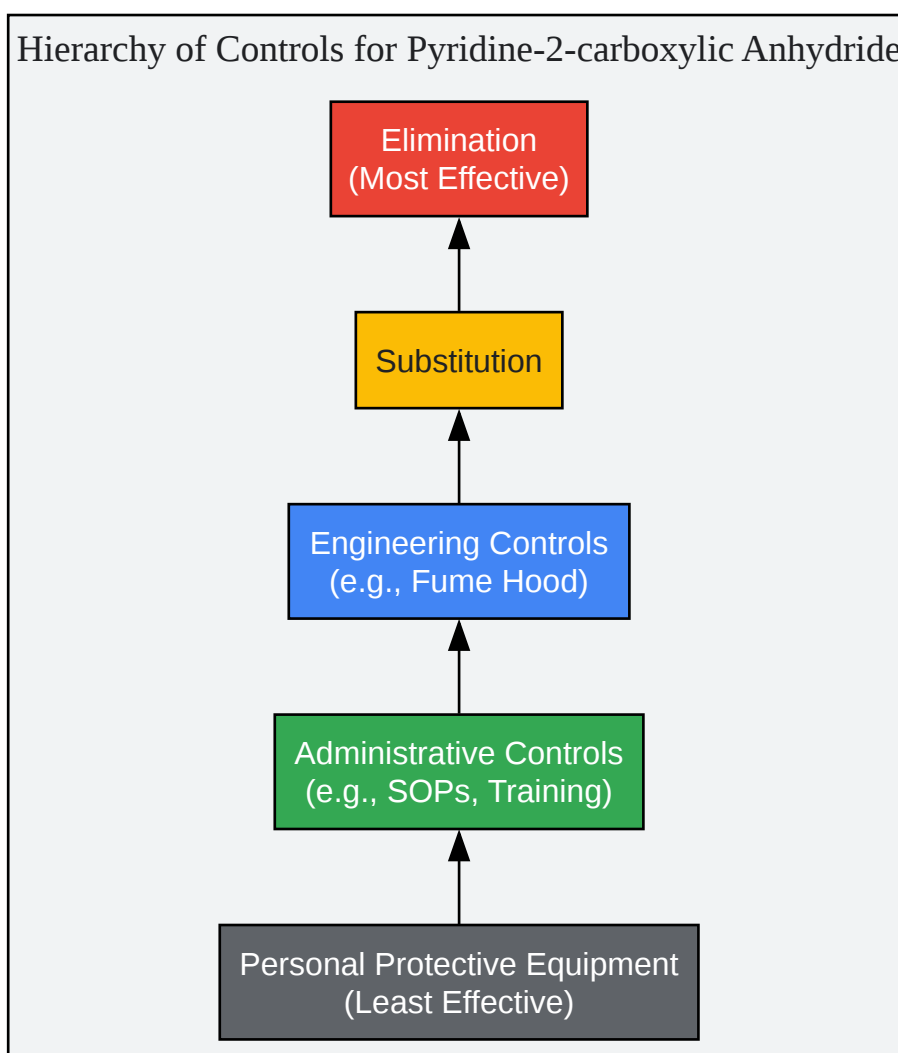 Hierarchy of Controls for Pyridine-2-carboxylic Anhydride
Elimination
(Most Effective)
Substitution
Engineering Controls
(e.g., Fume Hood)
Administrative Controls
(e.g., SOPs, Training)
Personal Protective Equipment
(Least Effective)